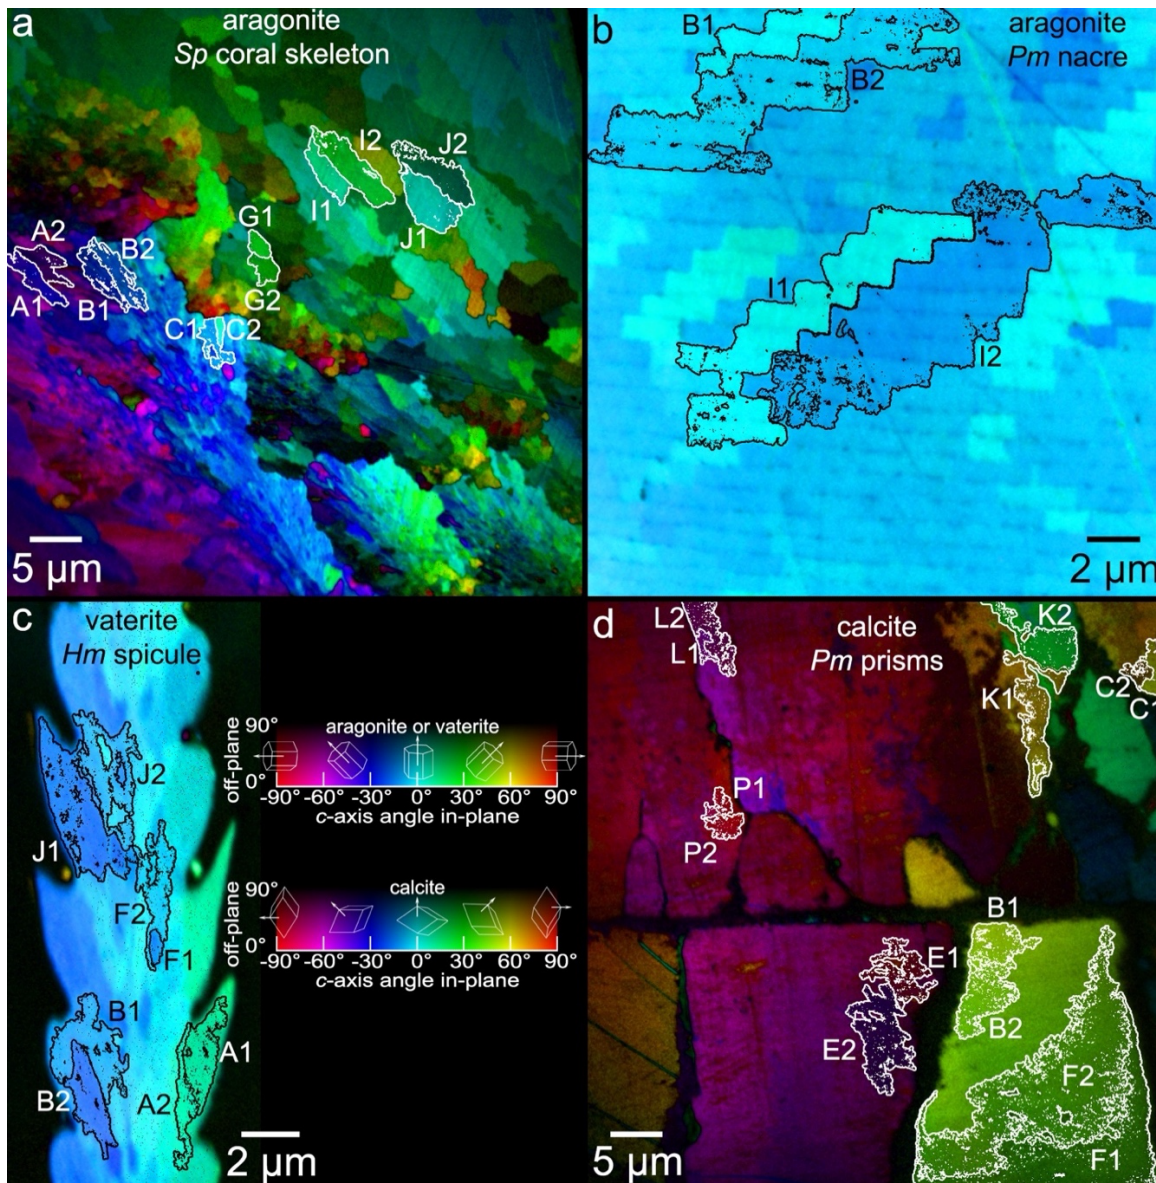 a
aragonite
Sp coral skeleton
I2
J2
I1
J1
G1
G2
A2
B2
A1
B1
C1
C2
5 µm
b
aragonite
Pm nacre
B1
B2
I1
I2
2 µm
c
vaterite
Hm spicule
J2
J1
F2
F1
B1
A1
B2
A2
2 µm
aragonite or vaterite
off-plane
90°
0°
-90° -60° -30° 0° 30° 60° 90°
c-axis angle in-plane
calcite
off-plane
90°
0°
-90° -60° -30° 0° 30° 60° 90°
c-axis angle in-plane
d
calcite
Pm prisms
L2
L1
K2
K1
C2
C1
P1
P2
B1
E1
B2
E2
F2
F1
5 µm